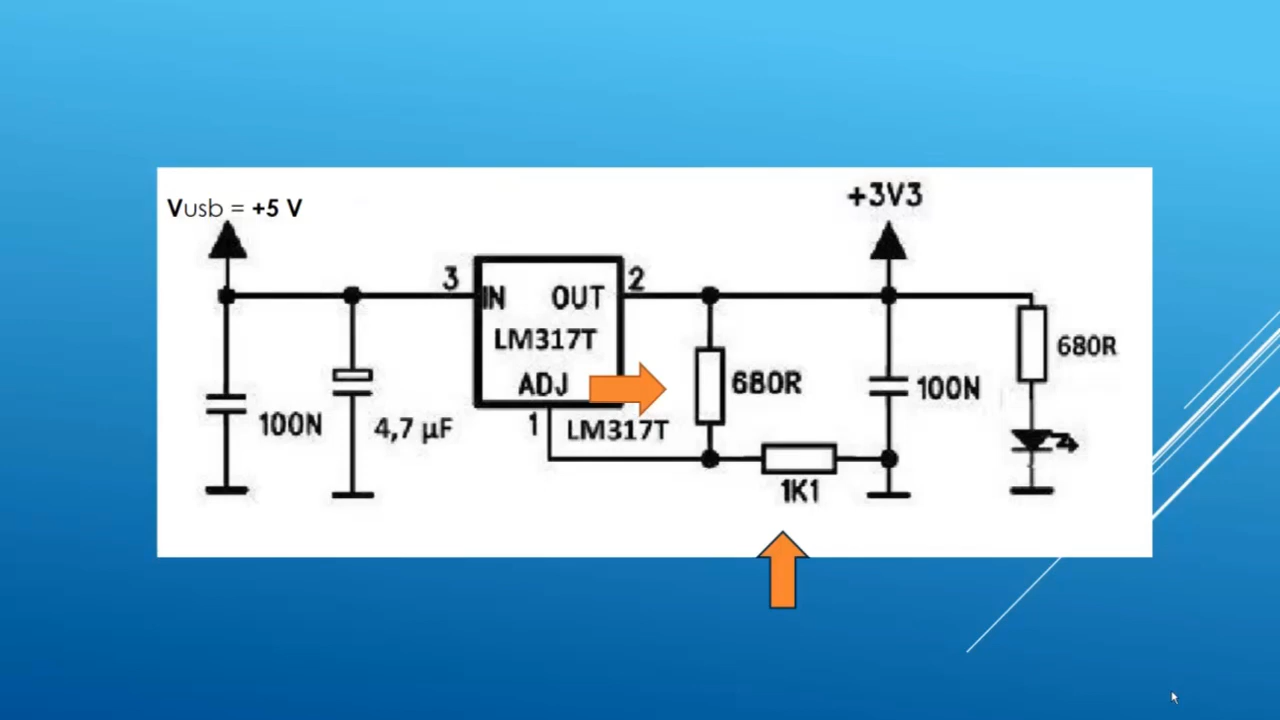 Vusb = +5 V
+3V3
3
IN
OUT
2
LM317T
ADJ
1
LM317T
100N
4,7 µF
680R
1K1
100N
680R